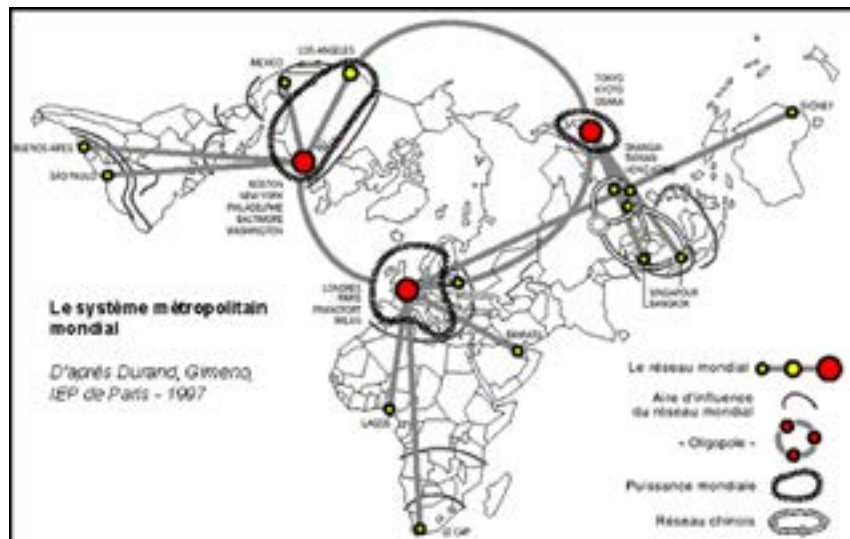 MEXICO
LOS ANGELES
TOKYO
KYOTO
OSAKA
SYDNEY
BUENOS-AIRES
SÃO PAULO
BOSTON
NEW-YORK
PHILADELPHIE
BALTIMORE
WASHINGTON
LONDRES
PARIS
FRANCFORT
MILAN
SINGAPOUR
BANGKOK
LAGOS
LE CAP
Le système métropolitain
mondial
D'après Durand, Gimeno,
IEP de Paris - 1997
Le réseau mondial
Aire d'influence
du réseau mondial
« Oligopole »
Puissance mondiale
Réseau chinois